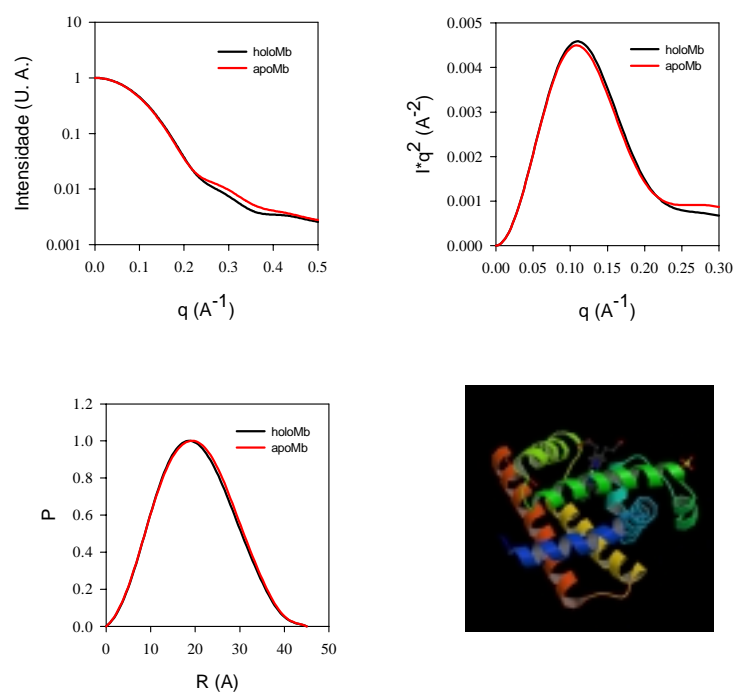 Intensidade (U. A.)
10
1
0.1
0.01
0.001
holoMb
apoMb
0.0 0.1 0.2 0.3 0.4 0.5
q (A^-1)
I*q^2 (A^-2)
0.005
0.004
0.003
0.002
0.001
0.000
holoMb
apoMb
0.00 0.05 0.10 0.15 0.20 0.25 0.30
q (A^-1)
P
1.2
1.0
0.8
0.6
0.4
0.2
0.0
holoMb
apoMb
0 10 20 30 40 50
R (A)